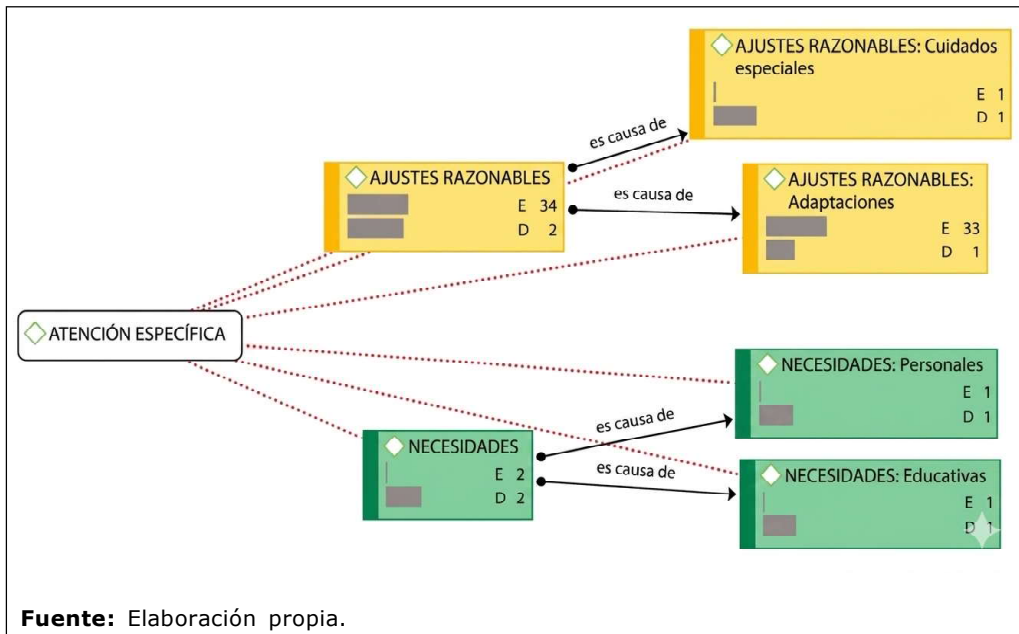 AJUSTES RAZONABLES: Cuidados
especiales
E 1
D 1
es causa de
AJUSTES RAZONABLES
E 34
D 2
es causa de
AJUSTES RAZONABLES:
Adaptaciones
E 33
D 1
ATENCIÓN ESPECÍFICA
NECESIDADES: Personales
E 1
D 1
es causa de
NECESIDADES
E 2
D 2
es causa de
NECESIDADES: Educativas
E 1
D 1
Fuente: Elaboración propia.